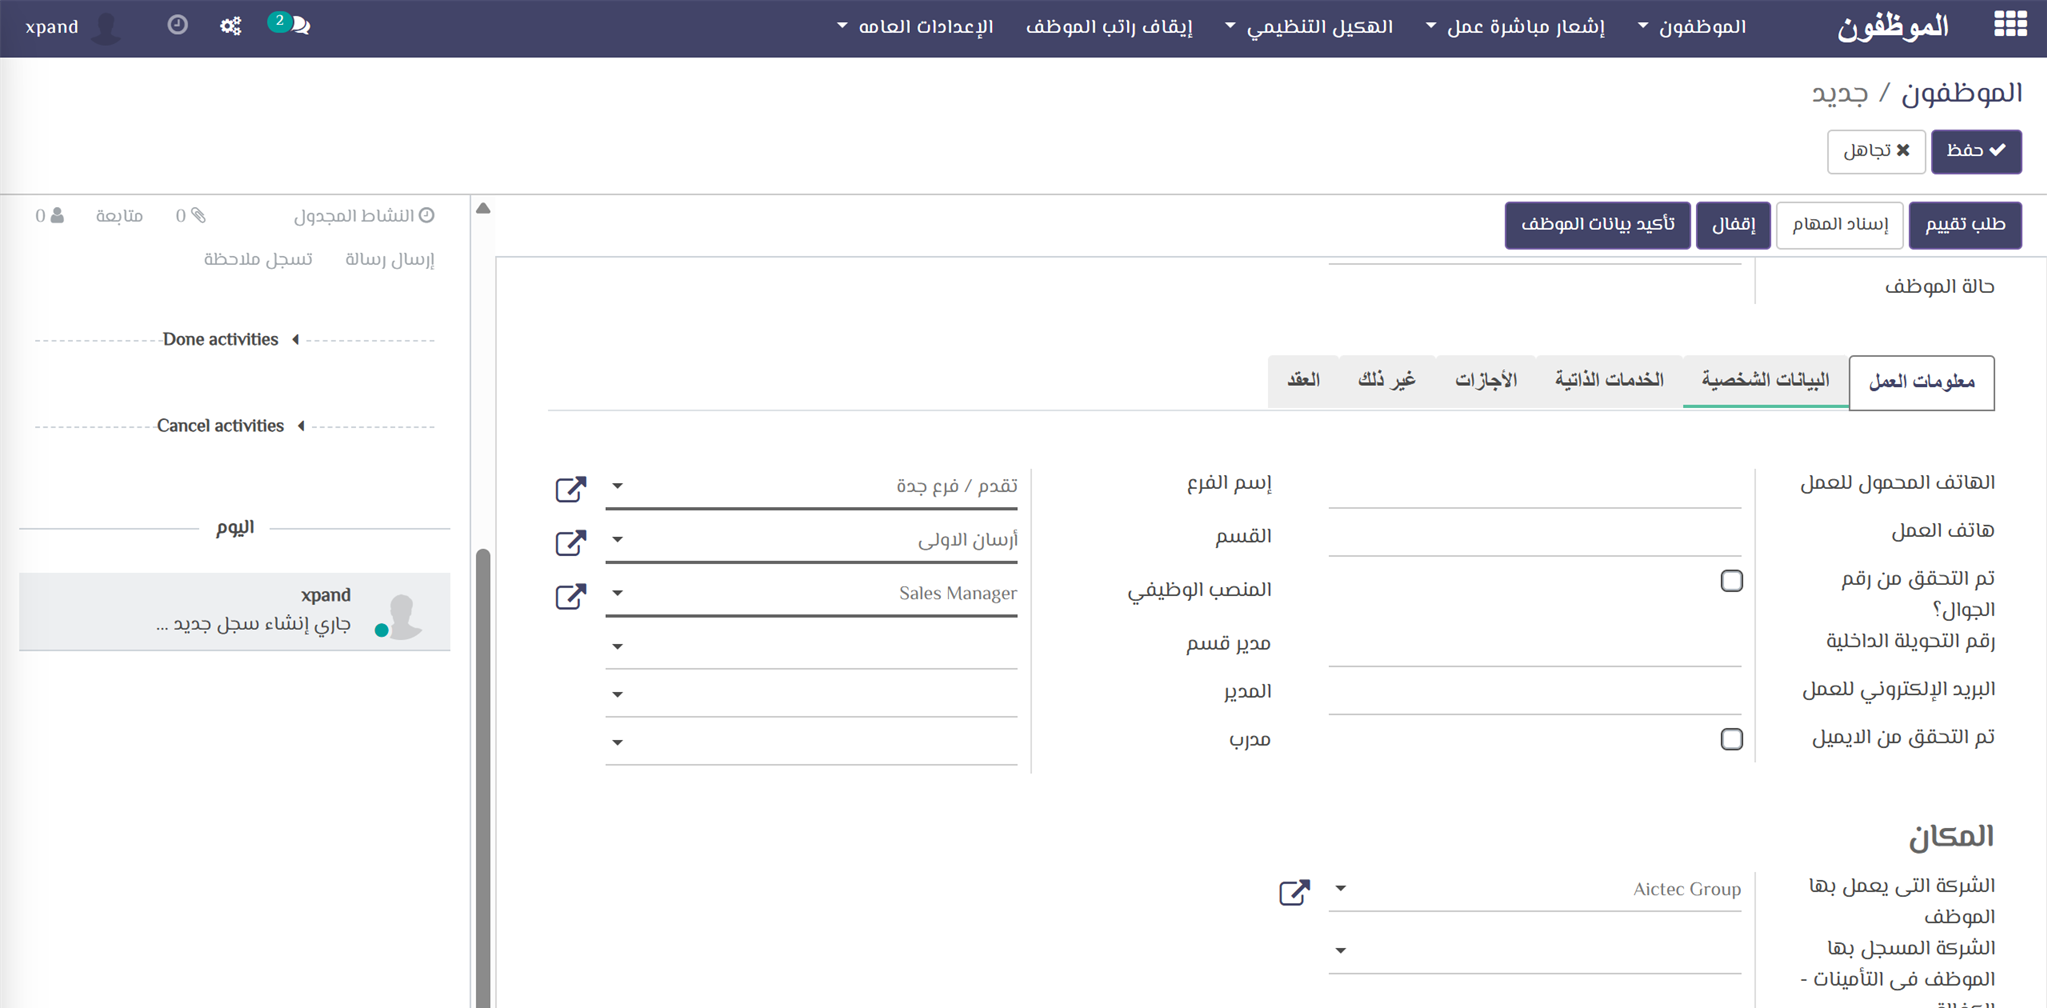 الموظفون
الموظفون
إشعار مباشرة عمل
الهكيل التنظيمي
إيقاف راتب الموظف
الإعدادات العامه
2
xpand
الموظفون / جديد
حفظ
تجاهل
طلب تقييم
إسناد المهام
إقفال
تأكيد بيانات الموظف
حالة الموظف
معلومات العمل
البيانات الشخصية
الخدمات الذاتية
الأجازات
غير ذلك
العقد
الهاتف المحمول للعمل
هاتف العمل
تم التحقق من رقم
الجوال؟
رقم التحويلة الداخلية
البريد الإلكتروني للعمل
تم التحقق من الايميل
إسم الفرع تقدم / فرع جدة
القسم أرسان الاولى
المنصب الوظيفي Sales Manager
مدير قسم
المدير
مدرب
المكان
الشركة التى يعمل بها
الموظف
Aictec Group
الشركة المسجل بها
الموظف فى التأمينات -
النشاط المجدول
0
متابعة
0
إرسال رسالة
تسجل ملاحظة
Done activities
Cancel activities
اليوم
xpand
جاري إنشاء سجل جديد ...